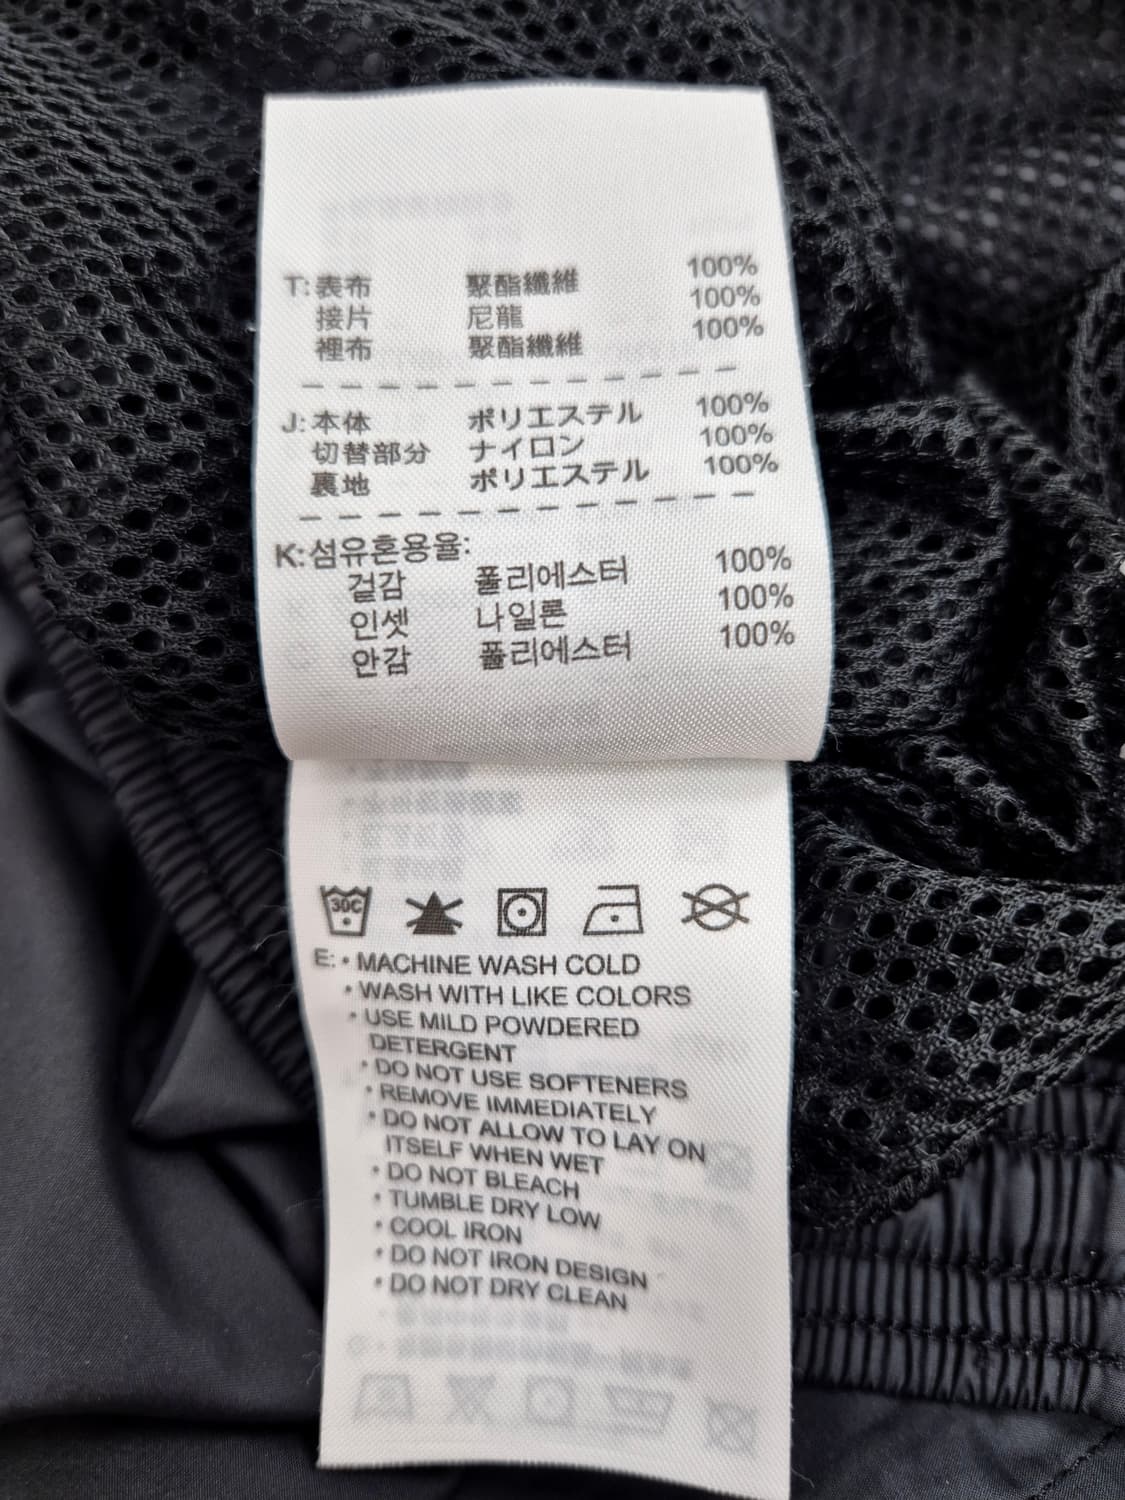 T:表布 聚酯纖維 100%
接片 尼龍 100%
裡布 聚酯纖維 100%
J:本体 ポリエステル 100%
切替部分 ナイロン 100%
裏地 ポリエステル 100%
K:섬유혼용율:
겉감 폴리에스터 100%
인셋 나일론 100%
안감 폴리에스터 100%
30C
E: • MACHINE WASH COLD
• WASH WITH LIKE COLORS
• USE MILD POWDERED
DETERGENT
• DO NOT USE SOFTENERS
• REMOVE IMMEDIATELY
• DO NOT ALLOW TO LAY ON
ITSELF WHEN WET
• DO NOT BLEACH
• TUMBLE DRY LOW
• COOL IRON
• DO NOT IRON DESIGN
• DO NOT DRY CLEAN